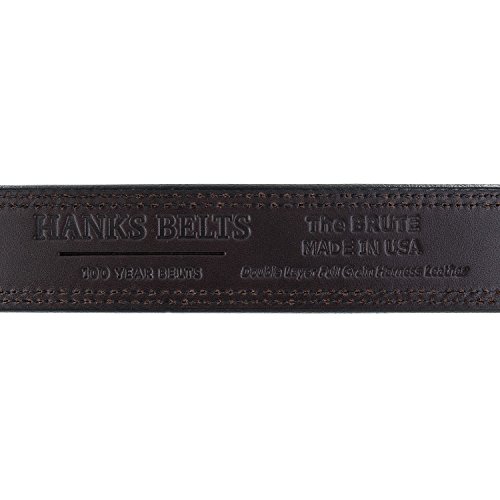 HANKS BELTS
100 YEAR BELTS
The BRUTE
MADE IN USA
Double Layer Full Grain Harness Leather